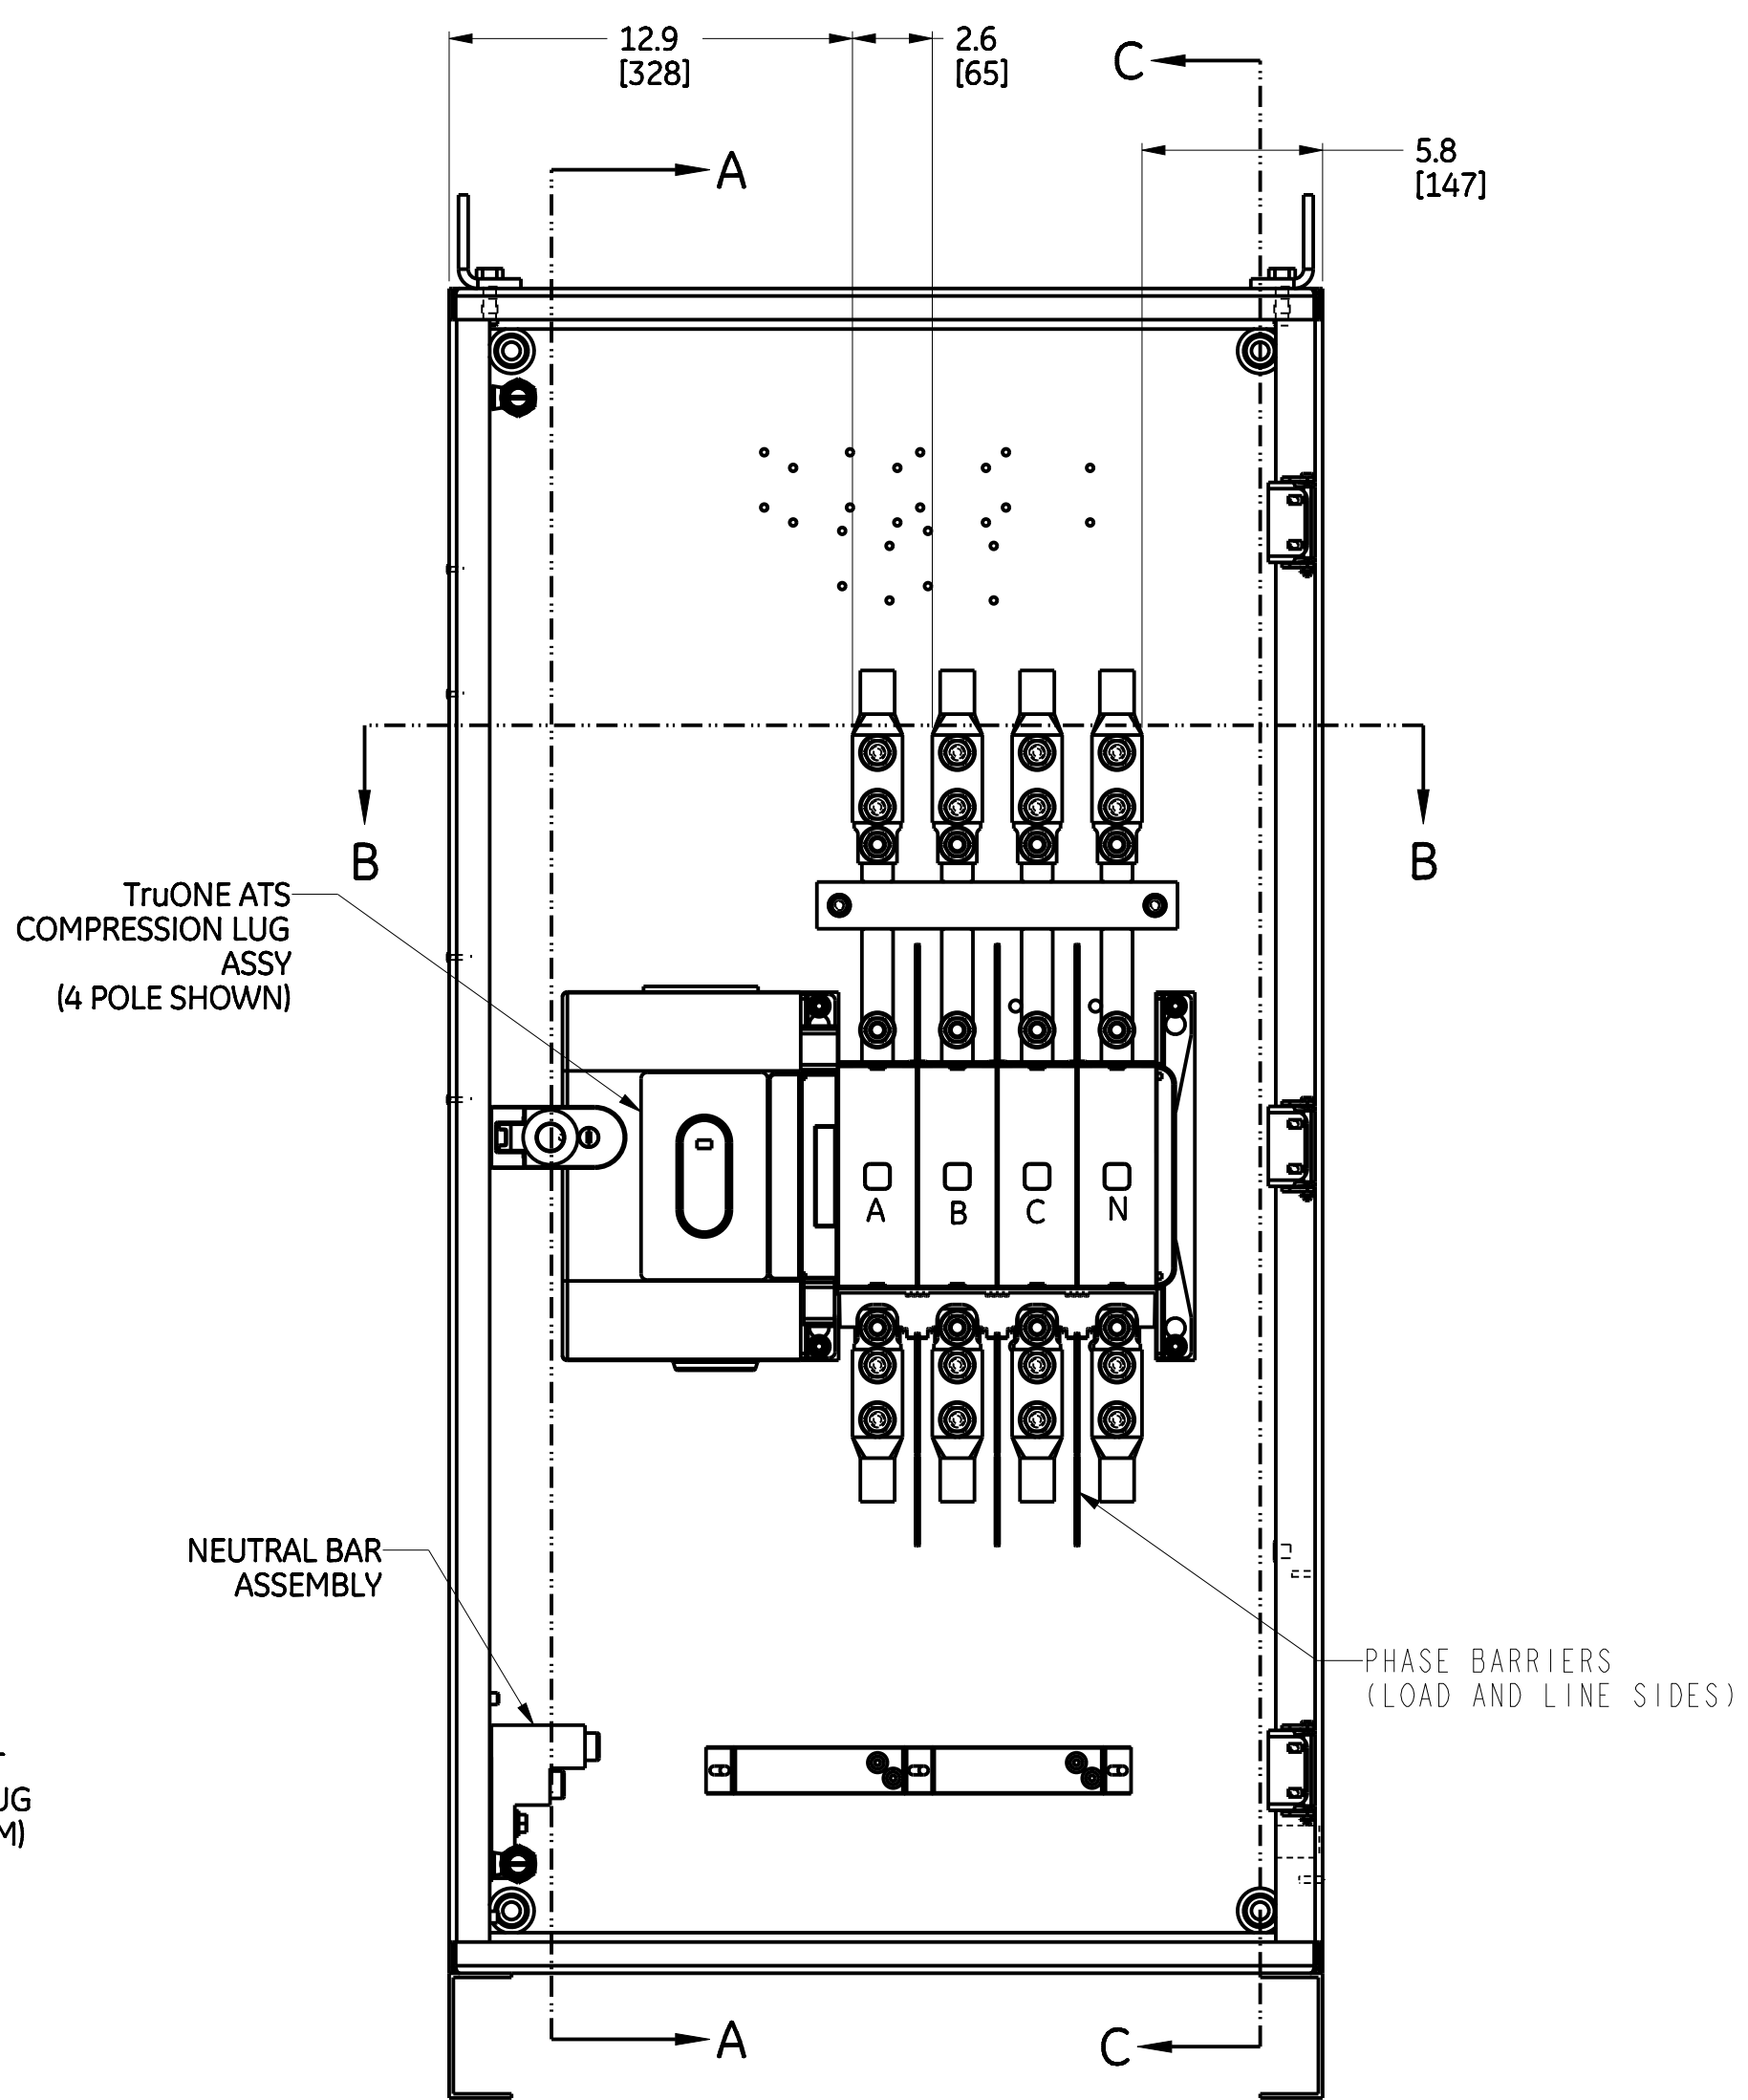 12.9
[328]
2.6
[65]
C
5.8
[147]
A
B
B
TruONE ATS
COMPRESSION LUG
ASSY
(4 POLE SHOWN)
A
B
C
N
NEUTRAL BAR
ASSEMBLY
PHASE BARRIERS
(LOAD AND LINE SIDES)
A
C